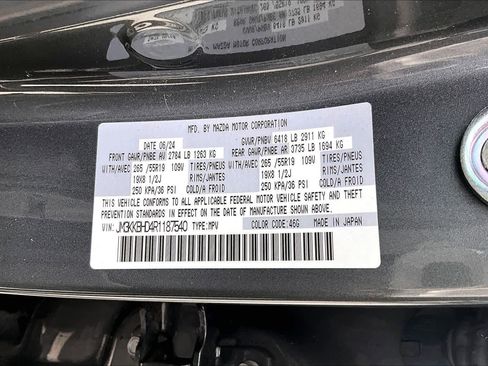 MFD. BY MAZDA MOTOR CORPORATION
DATE 06/24 GVWR/PNBV 6418 LB 2911 KG
FRONT GAWR/PNBE AV 2784 LB 1263 KG REAR GAWR/PNBE AR 3735 LB 1694 KG
WITH/AVEC 265/55R19 109V TIRES/PNEUS WITH/AVEC 265/55R19 109V TIRES/PNEUS
19X8 1/2J RIMS/JANTES 19X8 1/2J RIMS/JANTES
250 KPA/36 PSI COLD/A FROID 250 KPA/36 PSI COLD/A FROID
THIS VEHICLE CONFORMS TO ALL APPLICABLE FEDERAL MOTOR VEHICLE SAFETY BUMPER, AND THEFT
PREVENTION STANDARDS IN EFFECT ON THE DATE OF MANUFACTURE SHOWN ABOVE.
VIN: JM3KKBHD4R1187540 TYPE: MPV COLOR CODE: 46G MADE IN JAPAN